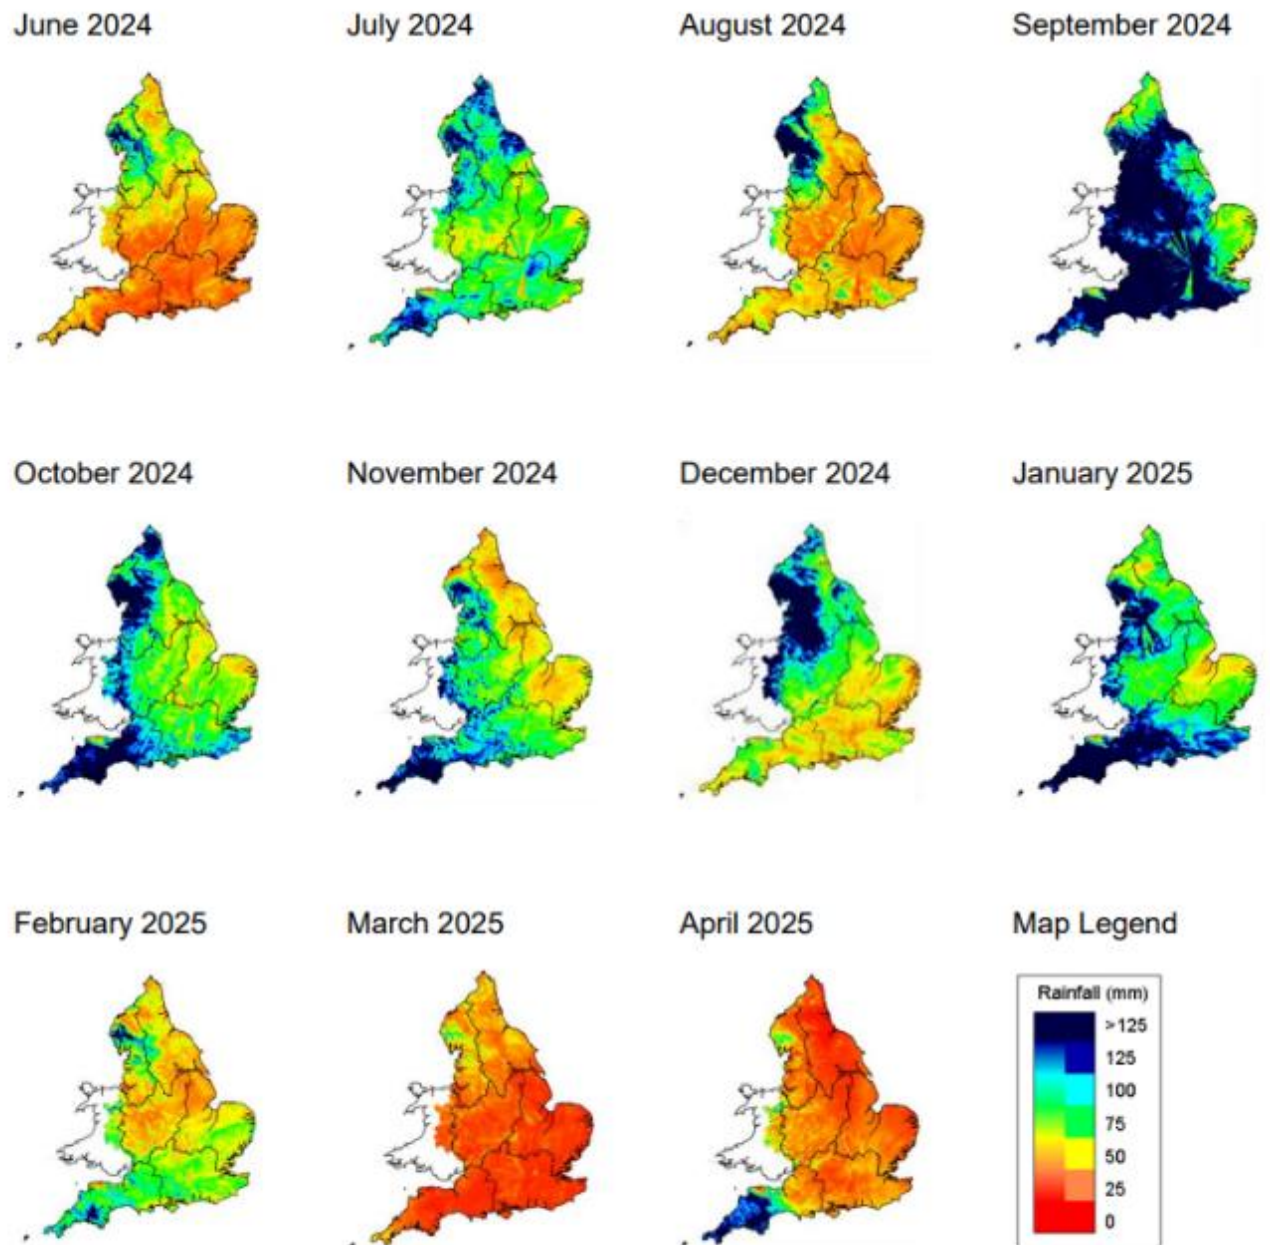 June 2024
July 2024
August 2024
September 2024
October 2024
November 2024
December 2024
January 2025
February 2025
March 2025
April 2025
Map Legend
Rainfall (mm)
>125
125
100
75
50
25
0